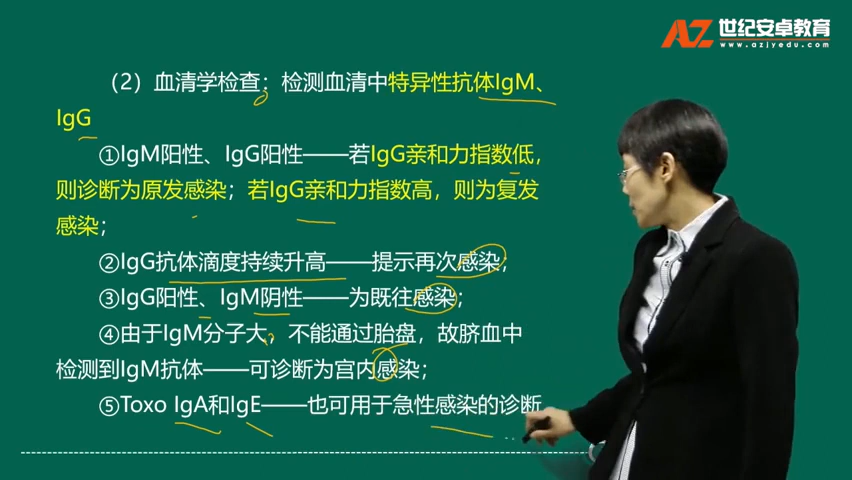 AZ 世纪安卓教育
www.azjyedu.com
（2）血清学检查：检测血清中特异性抗体IgM、
IgG
①IgM阳性、IgG阳性——若IgG亲和力指数低，
则诊断为原发感染；若IgG亲和力指数高，则为复发
感染；
②IgG抗体滴度持续升高——提示再次感染；
③IgG阳性、IgM阴性——为既往感染；
④由于IgM分子大，不能通过胎盘，故脐血中
检测到IgM抗体——可诊断为宫内感染；
⑤Toxo IgA和IgE——也可用于急性感染的诊断